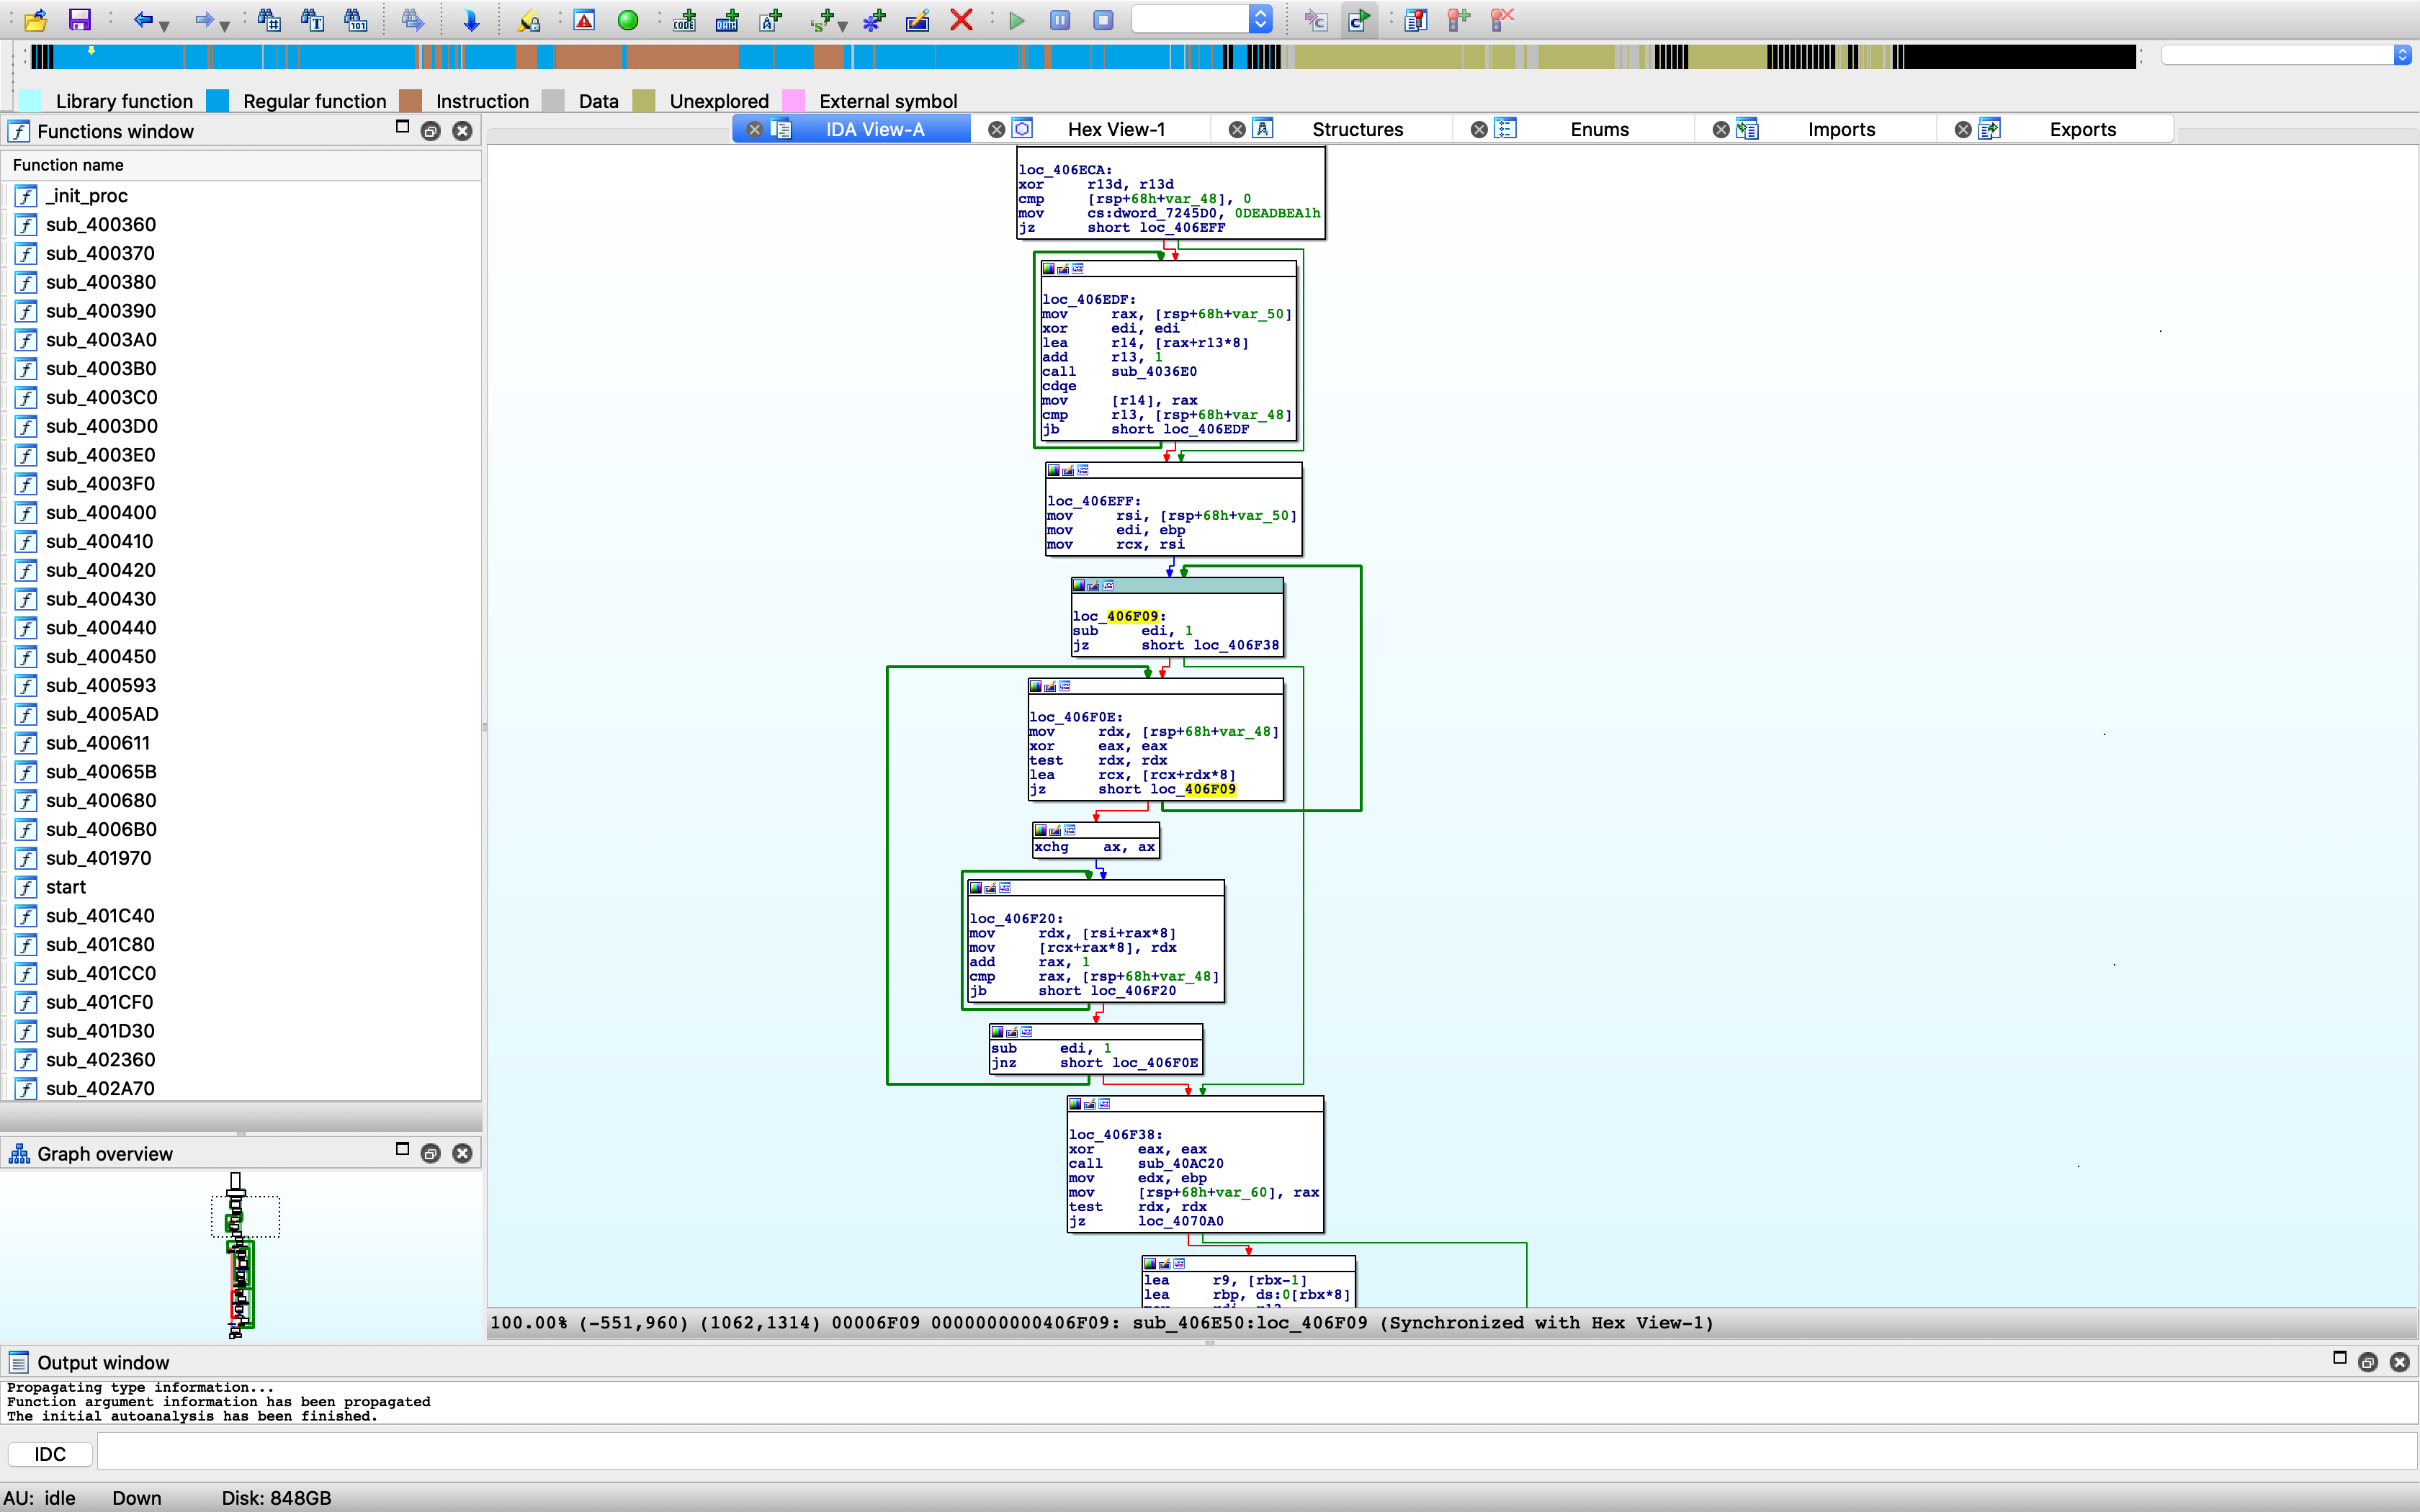 Library function Regular function Instruction Data Unexplored External symbol
Functions window
Function name
_init_proc
sub_400360
sub_400370
sub_400380
sub_400390
sub_4003A0
sub_4003B0
sub_4003C0
sub_4003D0
sub_4003E0
sub_4003F0
sub_400400
sub_400410
sub_400420
sub_400430
sub_400440
sub_400450
sub_400593
sub_4005AD
sub_400611
sub_40065B
sub_400680
sub_4006B0
sub_401970
start
sub_401C40
sub_401C80
sub_401CC0
sub_401CF0
sub_401D30
sub_402360
sub_402A70
Graph overview
IDA View-A Hex View-1 Structures Enums Imports Exports
loc_406ECA:
xor r13d, r13d
cmp [rsp+68h+var_48], 0
mov cs:dword_7245D0, 0DEADBEA1h
jz short loc_406EFF
loc_406EDF:
mov rax, [rsp+68h+var_50]
xor edi, edi
lea r14, [rax+r13*8]
add r13, 1
call sub_4036E0
cdqe
mov [r14], rax
cmp r13, [rsp+68h+var_48]
jb short loc_406EDF
loc_406EFF:
mov rsi, [rsp+68h+var_50]
mov edi, ebp
mov rcx, rsi
loc_406F09:
sub edi, 1
jz short loc_406F38
loc_406F0E:
mov rdx, [rsp+68h+var_48]
xor eax, eax
test rdx, rdx
lea rcx, [rcx+rdx*8]
jz short loc_406F09
xchg ax, ax
loc_406F20:
mov rdx, [rsi+rax*8]
mov [rcx+rax*8], rdx
add rax, 1
cmp rax, [rsp+68h+var_48]
jb short loc_406F20
sub edi, 1
jnz short loc_406F0E
loc_406F38:
xor eax, eax
call sub_40AC20
mov edx, ebp
mov [rsp+68h+var_60], rax
test rdx, rdx
jz loc_4070A0
lea r9, [rbx-1]
lea rbp, ds:0[rbx*8]
100.00% (-551,960) (1062,1314) 00006F09 0000000000406F09: sub_406E50:loc_406F09 (Synchronized with Hex View-1)
Output window
Propagating type information...
Function argument information has been propagated
The initial autoanalysis has been finished.
IDC
AU: idle Down Disk: 848GB